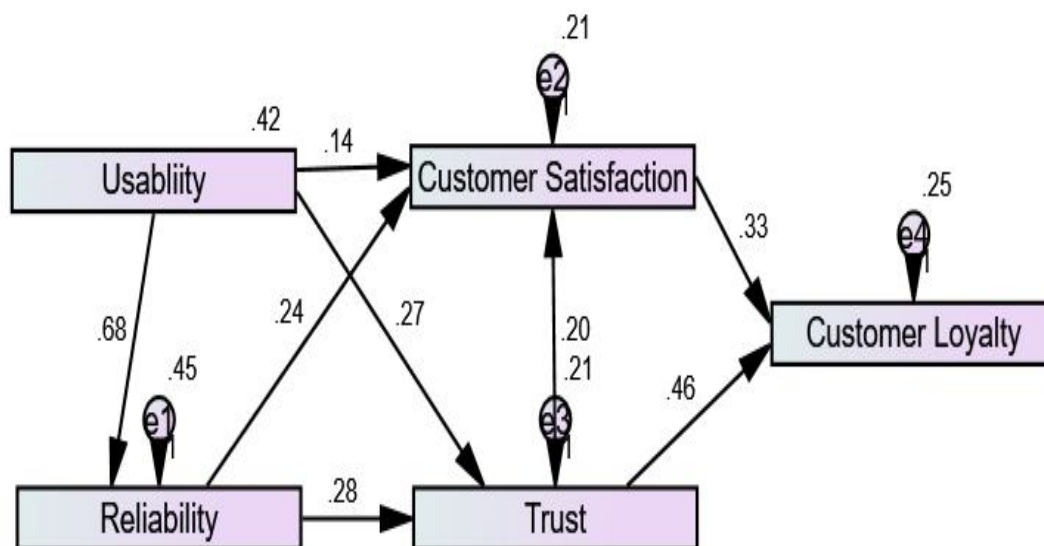 .21
e2
1
.42
.14
Usabliity
Customer Satisfaction
.25
e4
1
.33
Customer Loyalty
.68
.24
.27
.20
.21
.45
e1
1
e3
1
.46
.28
Reliability
Trust